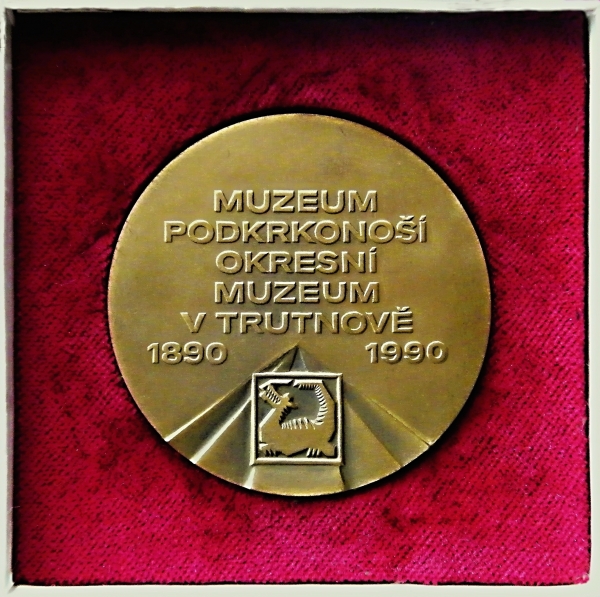 MUZEUM
PODKRKONOŠÍ
OKRESNÍ
MUZEUM
V TRUTNOVĚ
1890 1990